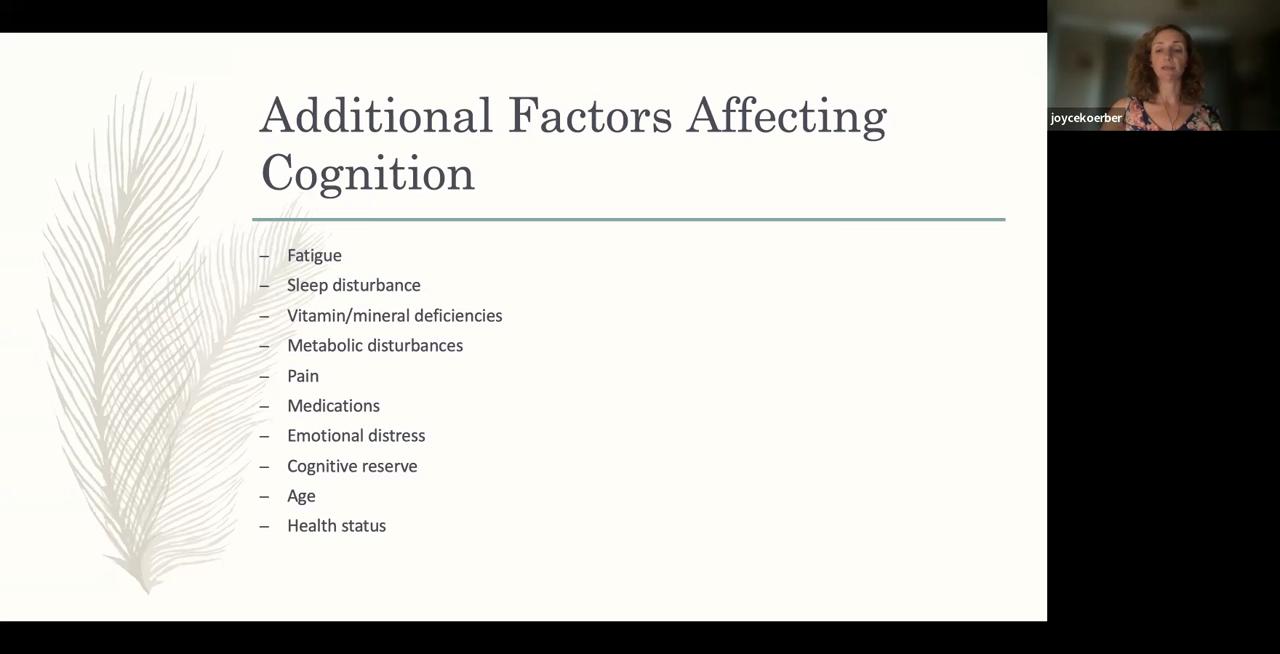 Additional Factors Affecting
Cognition
– Fatigue
– Sleep disturbance
– Vitamin/mineral deficiencies
– Metabolic disturbances
– Pain
– Medications
– Emotional distress
– Cognitive reserve
– Age
– Health status
joycekoerber